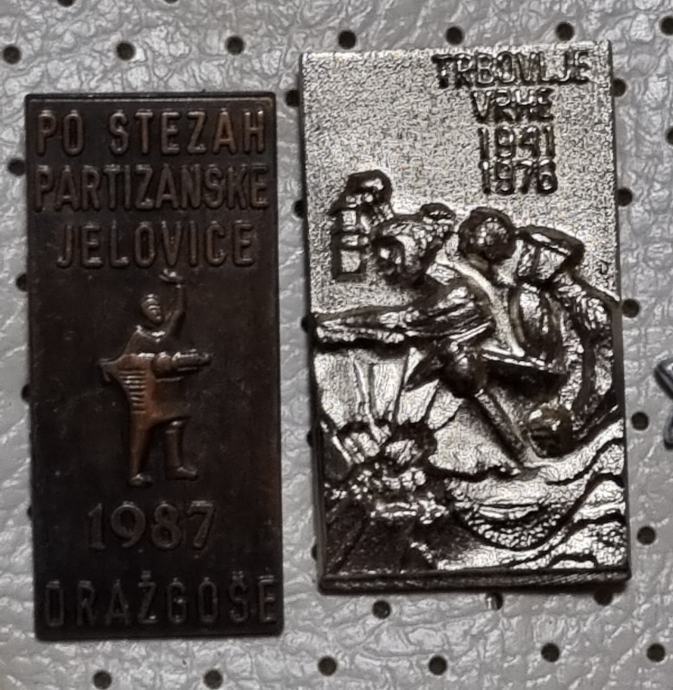 PO STEZAH
PARTIZANSKE
JELOVICE
1987
DRAŽGOŠE
TRBOVLJE
VRHE
1941
1976